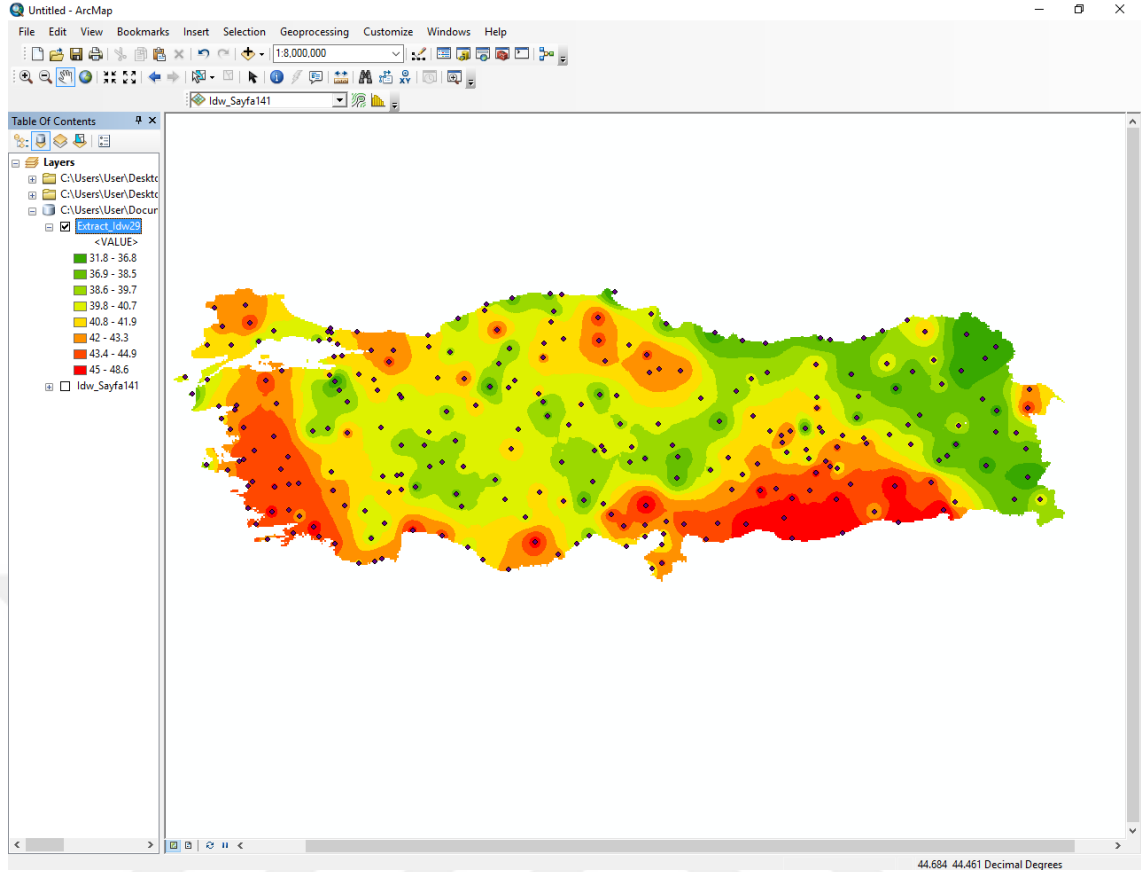 Untitled - ArcMap
File Edit View Bookmarks Insert Selection Geoprocessing Customize Windows Help
1:8,000,000
Idw_Sayfa141
Table Of Contents
Layers
C:\Users\User\Deskto
C:\Users\User\Deskto
C:\Users\User\Docur
Extract_Idw29
<VALUE>
31.8 - 36.8
36.9 - 38.5
38.6 - 39.7
39.8 - 40.7
40.8 - 41.9
42 - 43.3
43.4 - 44.9
45 - 48.6
Idw_Sayfa141
44.684 44.461 Decimal Degrees